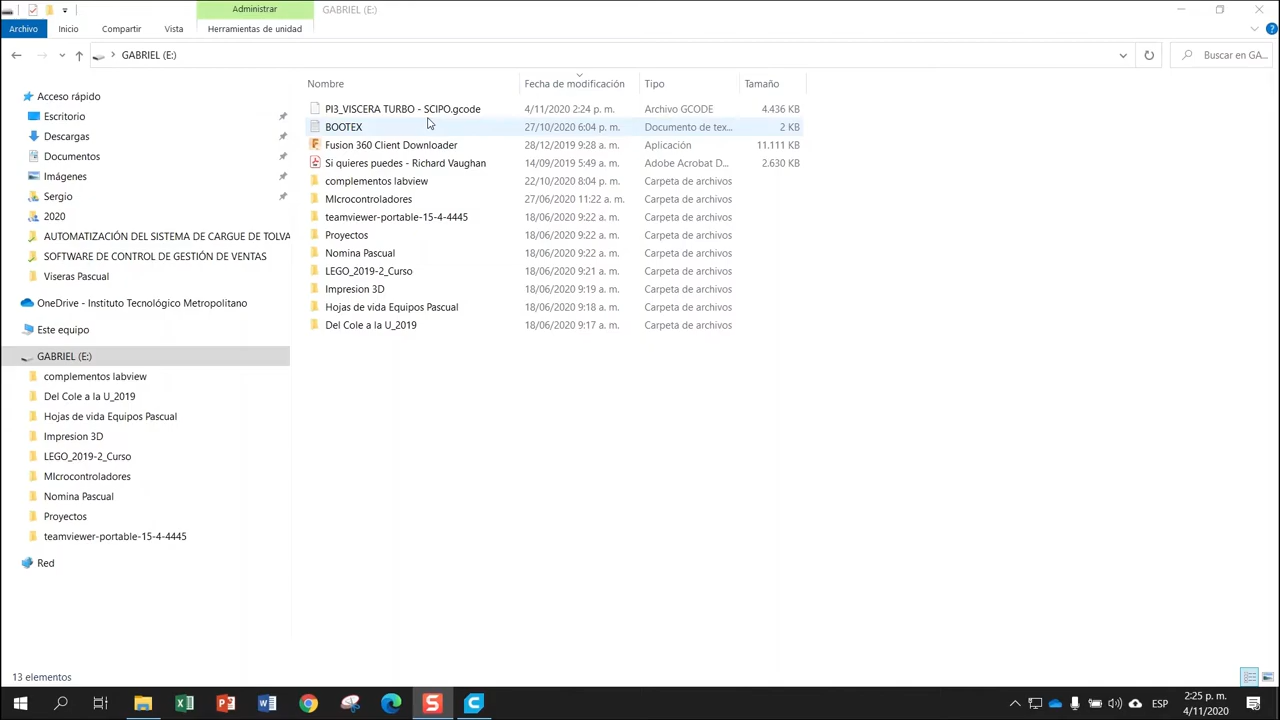 Administrar
GABRIEL (E:)
Archivo
Inicio
Compartir
Vista
Herramientas de unidad
GABRIEL (E:)
Buscar en GA...
Acceso rápido
Escritorio
Descargas
Documentos
Imágenes
Sergio
2020
AUTOMATIZACIÓN DEL SISTEMA DE CARGUE DE TOLVA
SOFTWARE DE CONTROL DE GESTIÓN DE VENTAS
Viseras Pascual
OneDrive - Instituto Tecnológico Metropolitano
Este equipo
GABRIEL (E:)
complementos labview
Del Cole a la U_2019
Hojas de vida Equipos Pascual
Impresion 3D
LEGO_2019-2_Curso
MIcrocontroladores
Nomina Pascual
Proyectos
teamviewer-portable-15-4-4445
Red
Nombre Fecha de modificación Tipo Tamaño
PI3_VISCERA TURBO - SCIPO.gcode 4/11/2020 2:24 p. m. Archivo GCODE 4.436 KB
BOOTEX 27/10/2020 6:04 p. m. Documento de tex... 2 KB
Fusion 360 Client Downloader 28/12/2019 9:28 a. m. Aplicación 11.111 KB
Si quieres puedes - Richard Vaughan 14/09/2019 5:49 a. m. Adobe Acrobat D... 2.630 KB
complementos labview 22/10/2020 8:04 p. m. Carpeta de archivos
MIcrocontroladores 27/06/2020 11:22 a. m. Carpeta de archivos
teamviewer-portable-15-4-4445 18/06/2020 9:22 a. m. Carpeta de archivos
Proyectos 18/06/2020 9:22 a. m. Carpeta de archivos
Nomina Pascual 18/06/2020 9:22 a. m. Carpeta de archivos
LEGO_2019-2_Curso 18/06/2020 9:21 a. m. Carpeta de archivos
Impresion 3D 18/06/2020 9:19 a. m. Carpeta de archivos
Hojas de vida Equipos Pascual 18/06/2020 9:18 a. m. Carpeta de archivos
Del Cole a la U_2019 18/06/2020 9:17 a. m. Carpeta de archivos
13 elementos
ESP
2:25 p. m.
4/11/2020